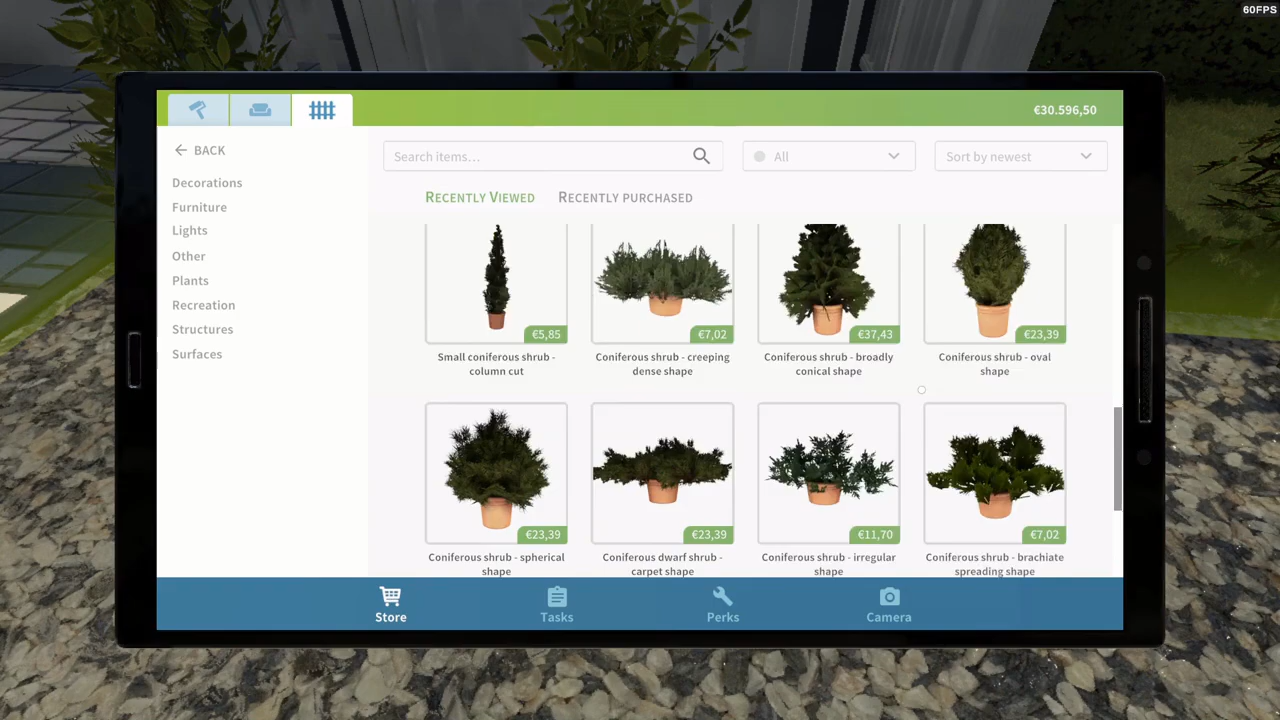 60FPS
€30.596,50
BACK
Decorations
Furniture
Lights
Other
Plants
Recreation
Structures
Surfaces
Search items...
All
Sort by newest
RECENTLY VIEWED
RECENTLY PURCHASED
€5,85
€7,02
€37,43
€23,39
Small coniferous shrub -
column cut
Coniferous shrub - creeping
dense shape
Coniferous shrub - broadly
conical shape
Coniferous shrub - oval
shape
€23,39
€23,39
€11,70
€7,02
Coniferous shrub - spherical
shape
Coniferous dwarf shrub -
carpet shape
Coniferous shrub - irregular
shape
Coniferous shrub - brachiate
spreading shape
Store
Tasks
Perks
Camera